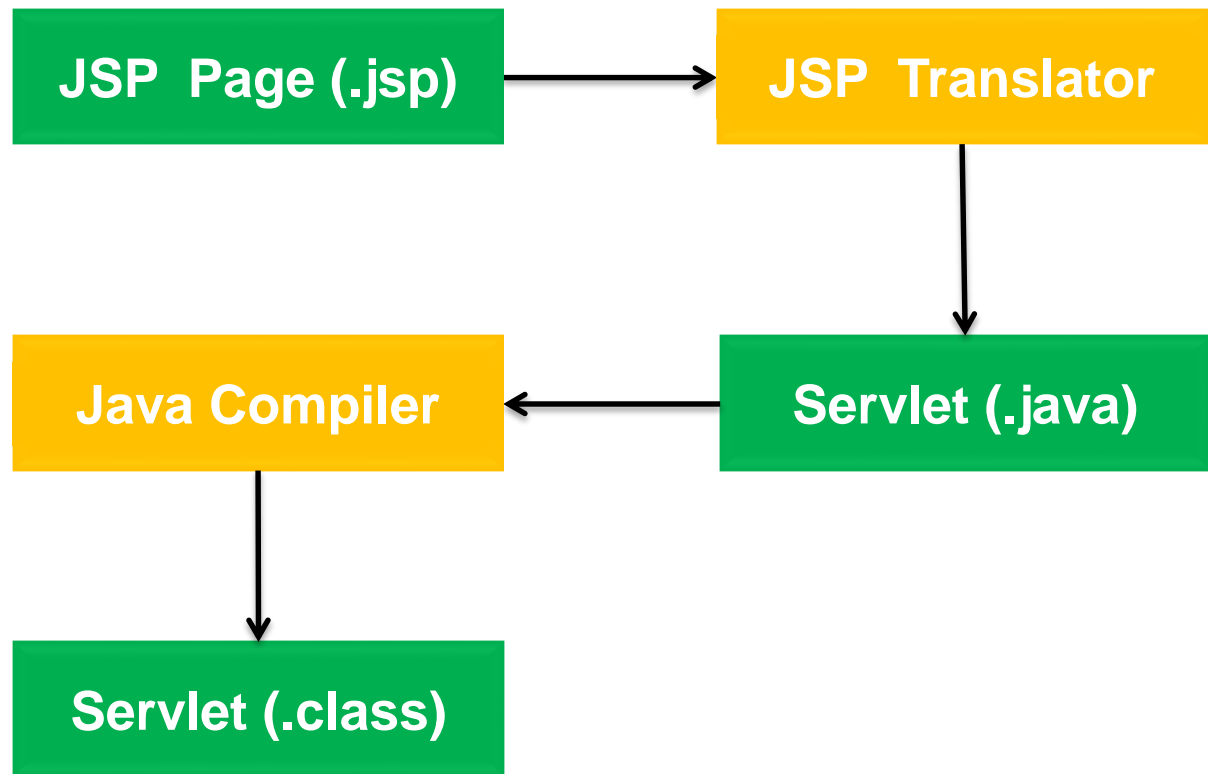 JSP Page (.jsp)
JSP Translator
Servlet (.java)
Java Compiler
Servlet (.class)